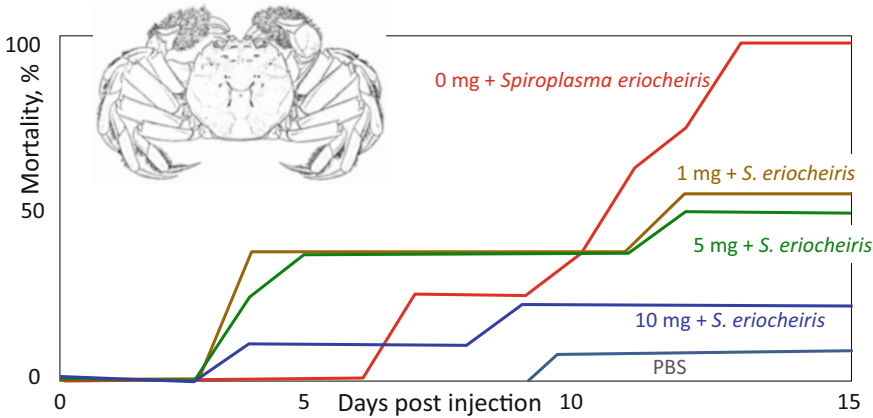 100
Mortality, %
50
0
0 mg + Spiroplasma eriocheiris
1 mg + S. eriocheiris
5 mg + S. eriocheiris
10 mg + S. eriocheiris
PBS
0
5
Days post injection
10
15